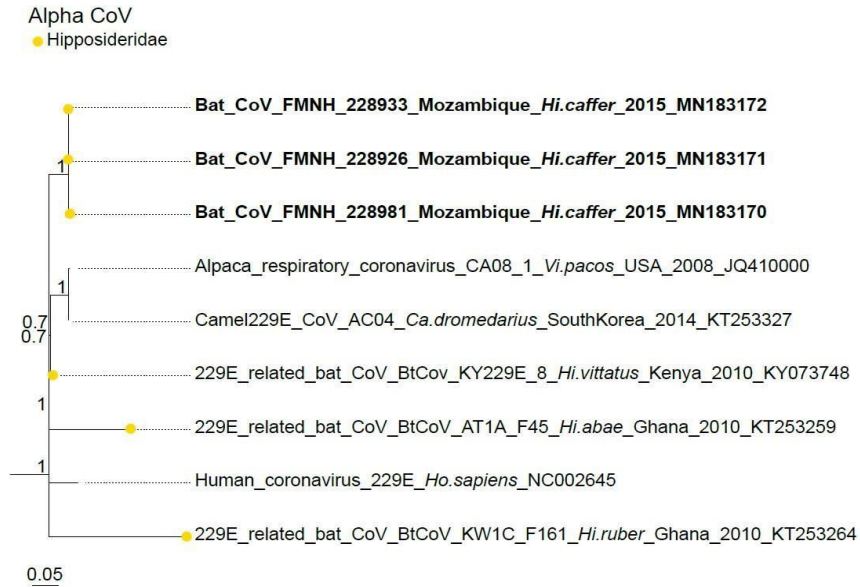 Alpha CoV
Hipposideridae
Bat_CoV_FMNH_228933_Mozambique_Hi.caffer_2015_MN183172
1
Bat_CoV_FMNH_228926_Mozambique_Hi.caffer_2015_MN183171
Bat_CoV_FMNH_228981_Mozambique_Hi.caffer_2015_MN183170
Alpaca_respiratory_coronavirus_CA08_1_Vi.pacos_USA_2008_JQ410000
1
Camel229E_CoV_AC04_Ca.dromedarius_SouthKorea_2014_KT253327
0.7
0.7
229E_related_bat_CoV_BtCov_KY229E_8_Hi.vittatus_Kenya_2010_KY073748
1
229E_related_bat_CoV_BtCoV_AT1A_F45_Hi.abae_Ghana_2010_KT253259
1
Human_coronavirus_229E_Ho.sapiens_NC002645
229E_related_bat_CoV_BtCoV_KW1C_F161_Hi.ruber_Ghana_2010_KT253264
0.05